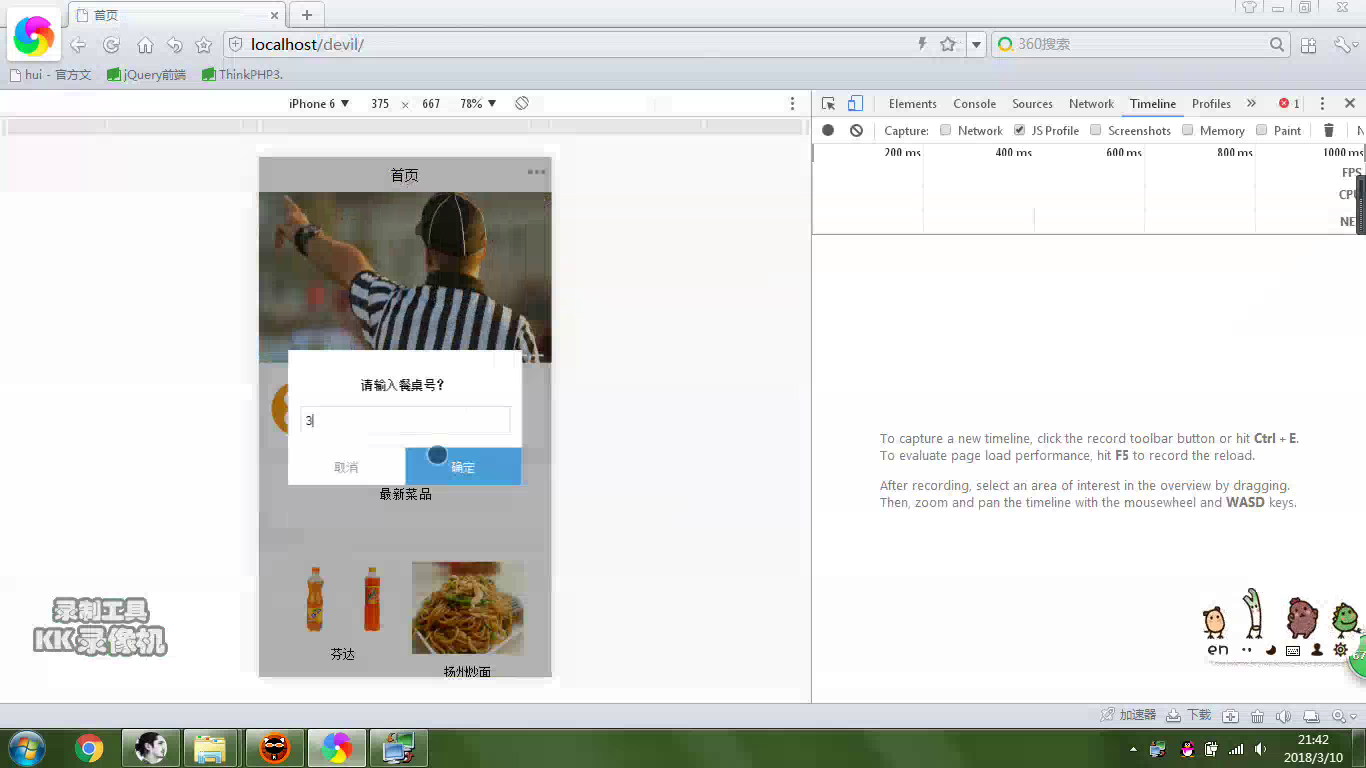 首页
localhost/devil/
360搜索
hui - 官方文
jQuery前端
ThinkPHP3.
iPhone 6 ▼ 375 × 667 78% ▼
Elements Console Sources Network Timeline Profiles » 1
Capture: Network JS Profile Screenshots Memory Paint
200 ms 400 ms 600 ms 800 ms 1000 ms
FPS
CPU
首页
请输入餐桌号?
3
取消 确定
最新菜品
芬达
扬州炒面
To capture a new timeline, click the record toolbar button or hit Ctrl + E.
To evaluate page load performance, hit F5 to record the reload.
After recording, select an area of interest in the overview by dragging.
Then, zoom and pan the timeline with the mousewheel and WASD keys.
录制工具
KK录像机
en
67
加速器 下载
21:42
2018/3/10